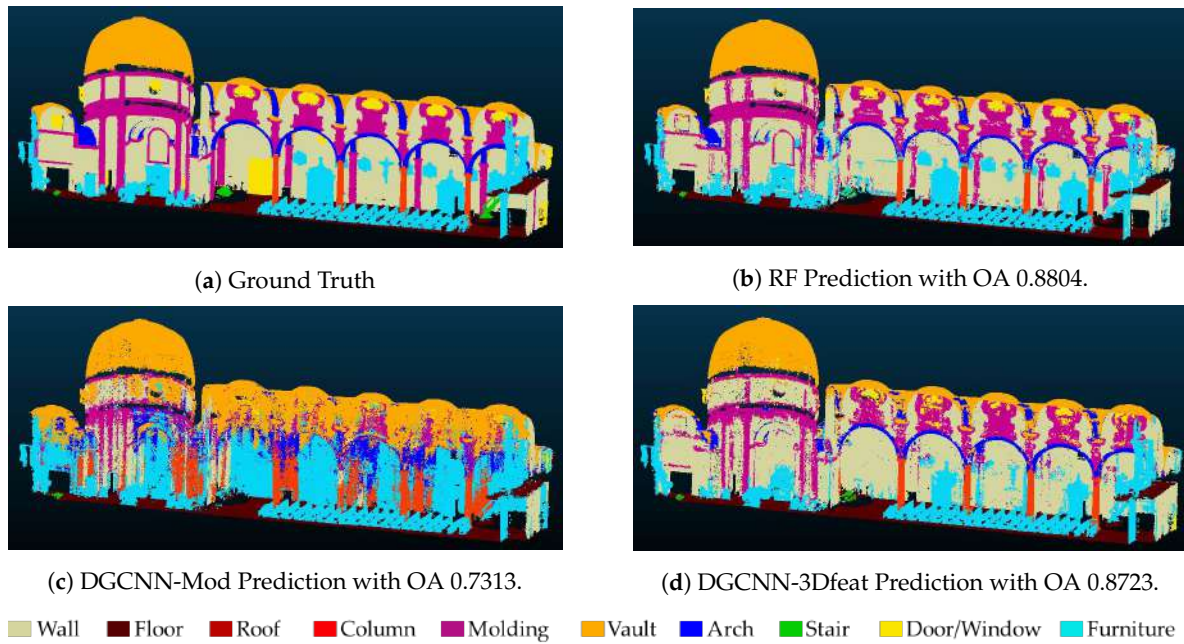 (a) Ground Truth
(b) RF Prediction with OA 0.8804.
(c) DGCNN-Mod Prediction with OA 0.7313.
(d) DGCNN-3Dfeat Prediction with OA 0.8723.
Wall Floor Roof Column Molding Vault Arch Stair Door/Window Furniture